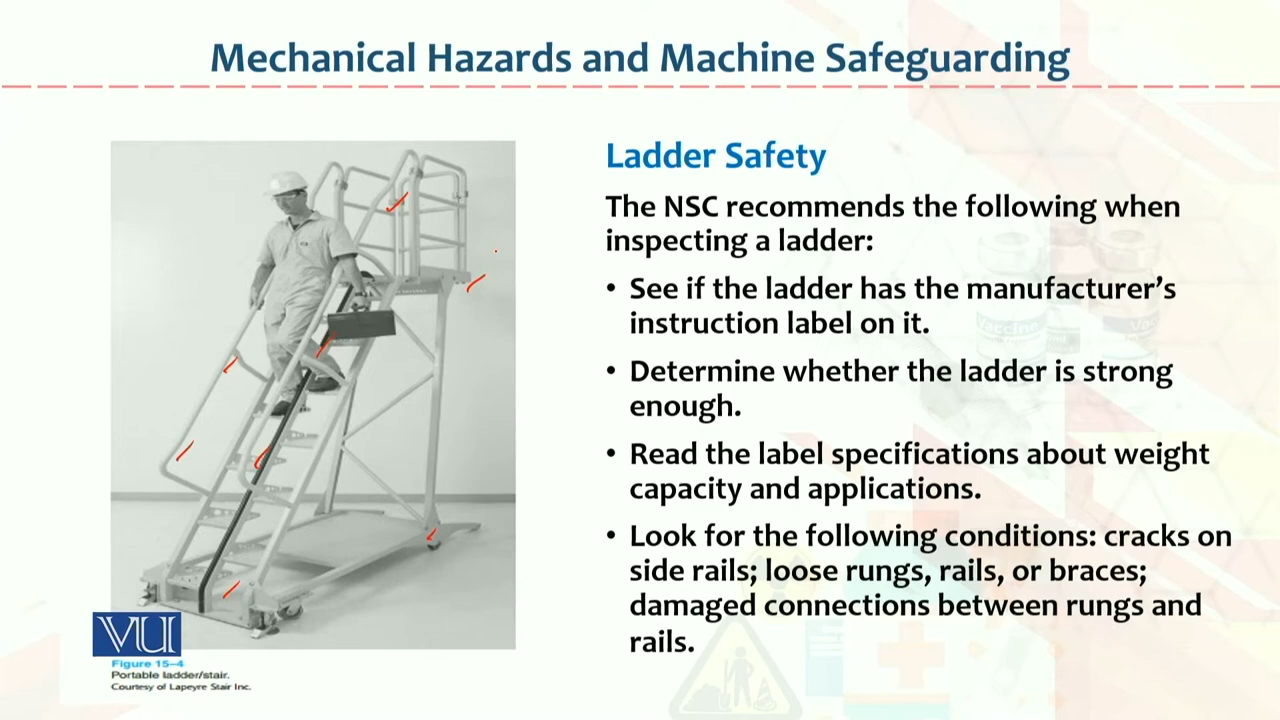 Mechanical Hazards and Machine Safeguarding
Ladder Safety
The NSC recommends the following when
inspecting a ladder:
• See if the ladder has the manufacturer's
instruction label on it.
• Determine whether the ladder is strong
enough.
• Read the label specifications about weight
capacity and applications.
• Look for the following conditions: cracks on
side rails; loose rungs, rails, or braces;
damaged connections between rungs and
rails.
VU
Figure 15–4
Portable ladder/stair.
Courtesy of Lapeyre Stair Inc.
Vaccine